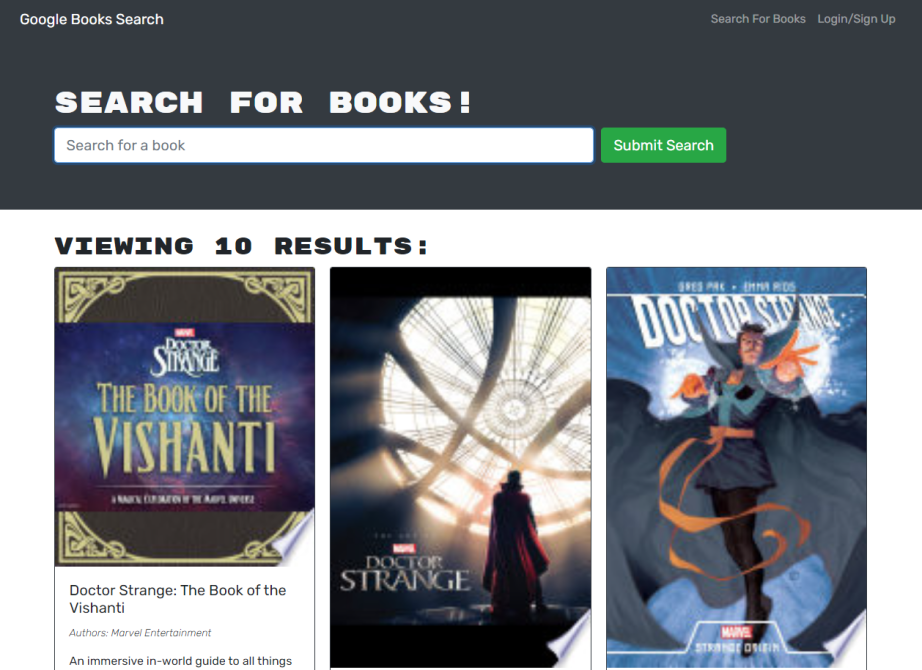 Google Books Search
Search For Books Login/Sign Up
SEARCH FOR BOOKS!
Search for a book
Submit Search
VIEWING 10 RESULTS:
MARVEL
DOCTOR
STRANGE
THE BOOK OF THE
VISHANTI
A MAGICAL EXPLORATION OF THE MARVEL UNIVERSE
Doctor Strange: The Book of the
Vishanti
Authors: Marvel Entertainment
An immersive in-world guide to all things
MARVEL
DOCTOR
STRANGE
GREG PAK • EMMA RIOS
DOCTOR STRANGE
MARVEL
STRANGE ORIGIN